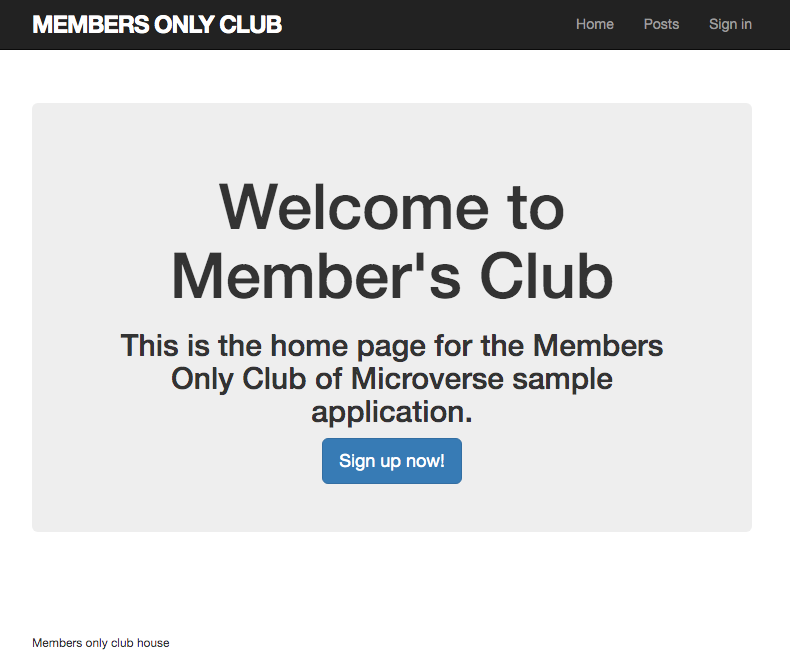 MEMBERS ONLY CLUB
Home Posts Sign in
Welcome to
Member's Club
This is the home page for the Members
Only Club of Microverse sample
application.
Sign up now!
Members only club house